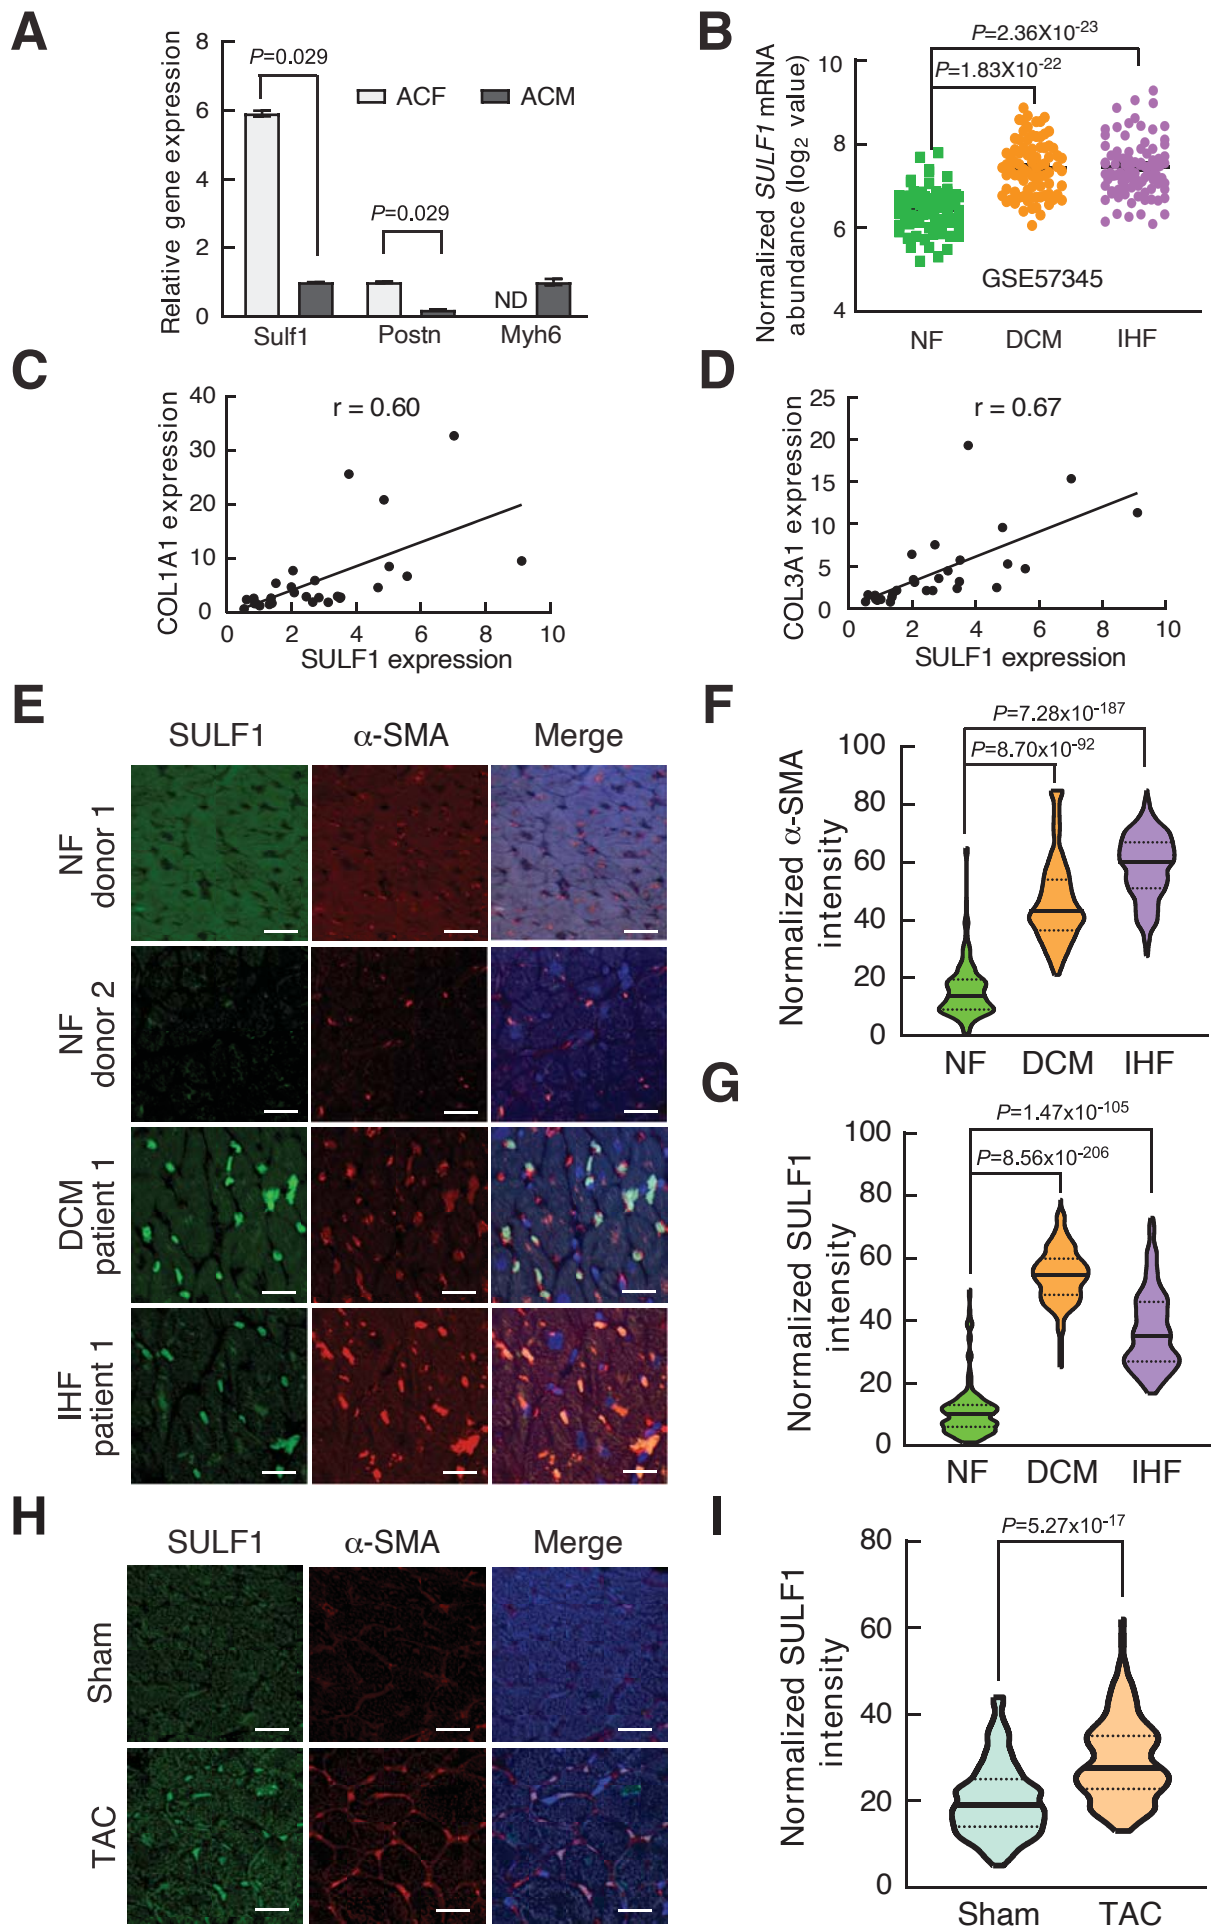 A
Relative gene expression
8
6
4
2
0
P=0.029
P=0.029
ACF
ACM
ND
Sulf1
Postn
Myh6
B
Normalized SULF1 mRNA
abundance (log2 value)
10
8
6
4
P=2.36X10-23
P=1.83X10-22
GSE57345
NF
DCM
IHF
C
COL1A1 expression
40
30
20
10
0
r = 0.60
0 2 4 6 8 10
SULF1 expression
D
COL3A1 expression
25
20
15
10
5
0
r = 0.67
0 2 4 6 8 10
SULF1 expression
E
SULF1
α-SMA
Merge
NF
donor 1
NF
donor 2
DCM
patient 1
IHF
patient 1
F
Normalized α-SMA
intensity
100
80
60
40
20
0
P=7.28x10-187
P=8.70x10-92
NF
DCM
IHF
G
Normalized SULF1
intensity
100
80
60
40
20
0
P=1.47x10-105
P=8.56x10-206
NF
DCM
IHF
H
SULF1
α-SMA
Merge
Sham
TAC
I
Normalized SULF1
intensity
80
60
40
20
0
P=5.27x10-17
Sham
TAC